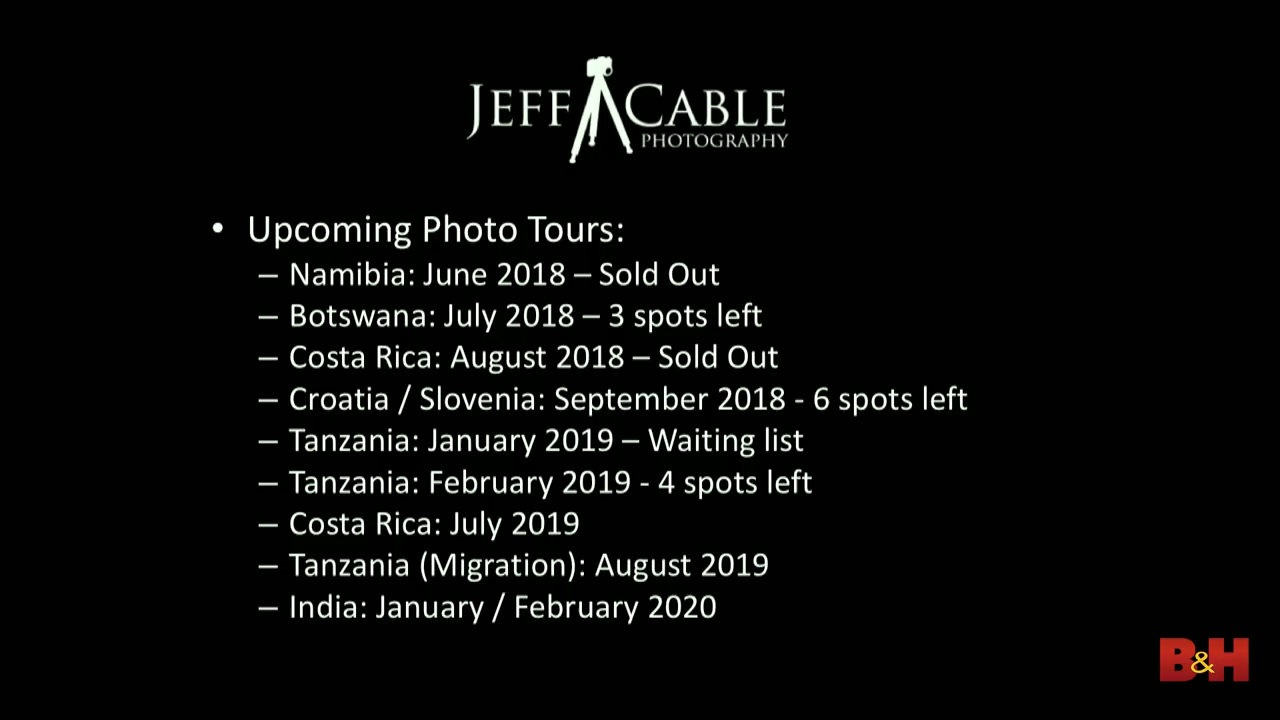 JEFF CABLE
PHOTOGRAPHY
• Upcoming Photo Tours:
– Namibia: June 2018 – Sold Out
– Botswana: July 2018 – 3 spots left
– Costa Rica: August 2018 – Sold Out
– Croatia / Slovenia: September 2018 - 6 spots left
– Tanzania: January 2019 – Waiting list
– Tanzania: February 2019 - 4 spots left
– Costa Rica: July 2019
– Tanzania (Migration): August 2019
– India: January / February 2020
B&H